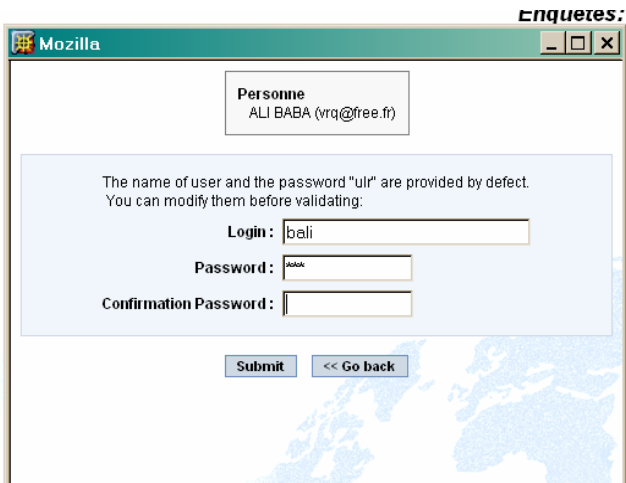 Enquetes:
Mozilla
Personne
ALI BABA (vrq@free.fr)
The name of user and the password "ulr" are provided by defect.
You can modify them before validating:
Login : bali
Password : ***
Confirmation Password :
Submit << Go back